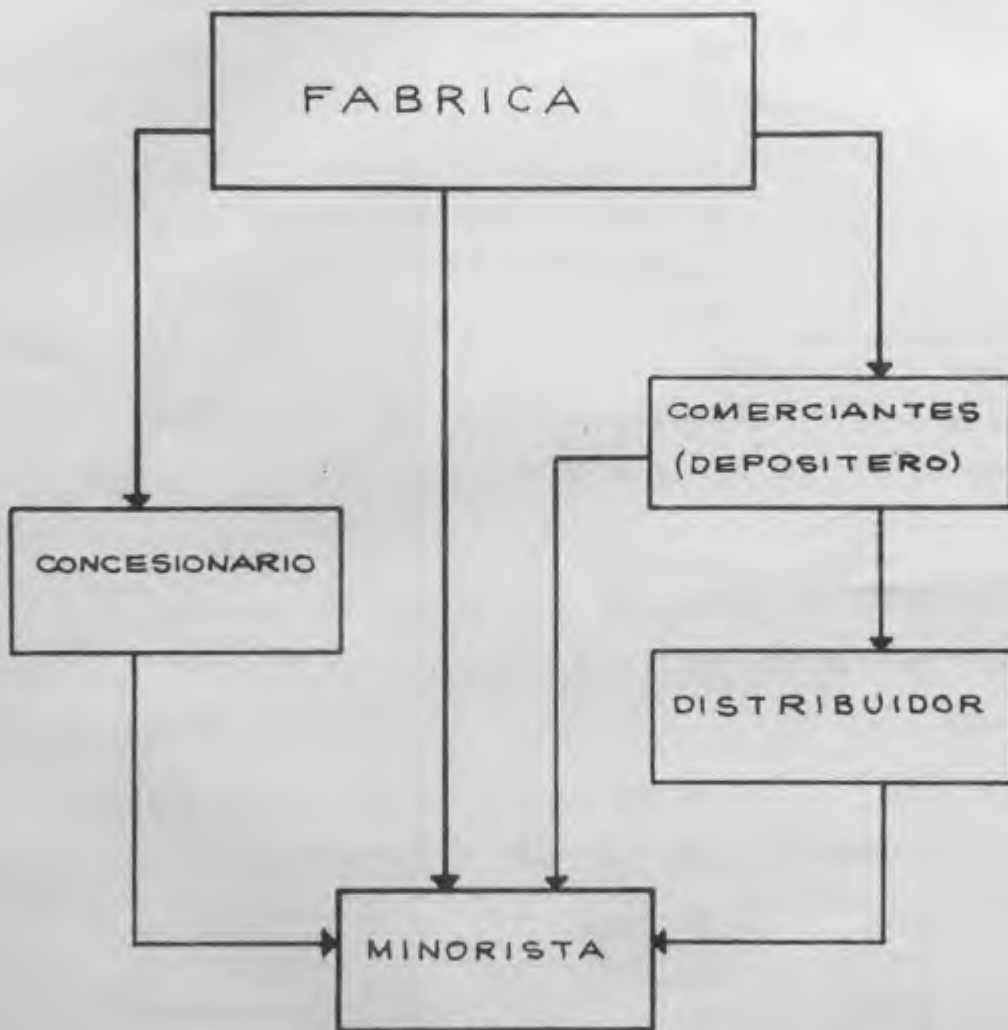 FABRICA
COMERCIANTES
(DEPOSITERO)
CONCESIONARIO
DISTRIBUIDOR
MINORISTA